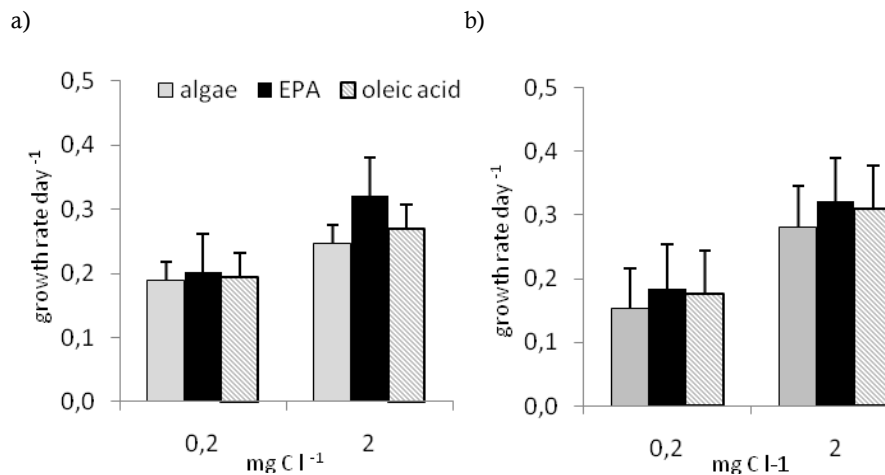 a)
0,5
algae EPA oleic acid
0,4
0,3
0,2
0,1
0,0
growth rate day -1
0,2 2
mg C l -1
b)
0,5
0,4
0,3
0,2
0,1
0,0
growth rate day -1
0,2 2
mg C l-1